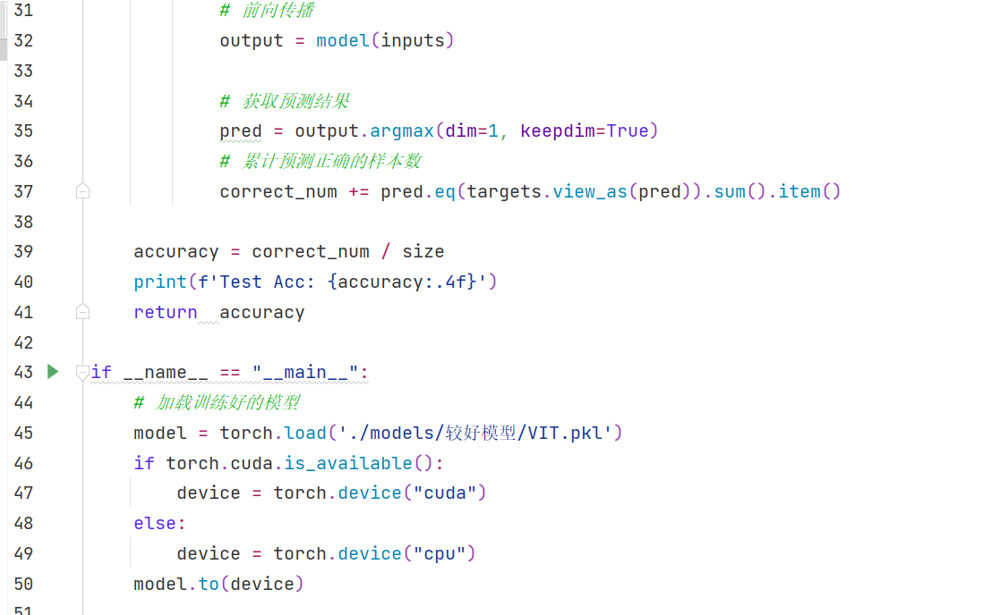 31 # 前向传播
32 output = model(inputs)
33
34 # 获取预测结果
35 pred = output.argmax(dim=1, keepdim=True)
36 # 累计预测正确的样本数
37 correct_num += pred.eq(targets.view_as(pred)).sum().item()
38
39 accuracy = correct_num / size
40 print(f'Test Acc: {accuracy:.4f}')
41 return  accuracy
42
43 if __name__ == "__main__":
44 # 加载训练好的模型
45 model = torch.load('./models/较好模型/VIT.pkl')
46 if torch.cuda.is_available():
47 device = torch.device("cuda")
48 else:
49 device = torch.device("cpu")
50 model.to(device)
51